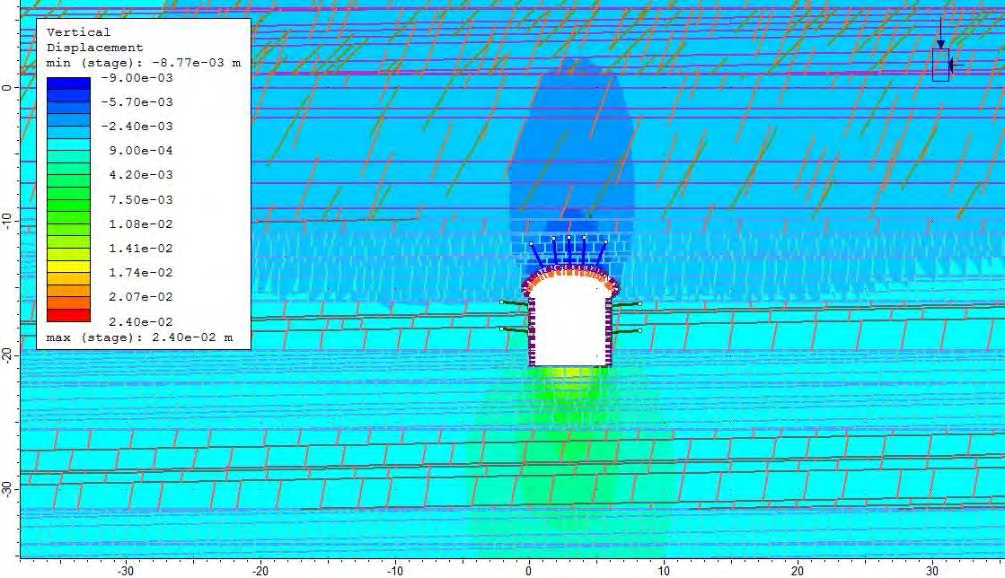 Vertical
Displacement
min (stage): -8.77e-03 m
-9.00e-03
-5.70e-03
-2.40e-03
9.00e-04
4.20e-03
7.50e-03
1.08e-02
1.41e-02
1.74e-02
2.07e-02
2.40e-02
max (stage): 2.40e-02 m
0
-10
-20
-30
-30
-20
-10
0
10
20
30